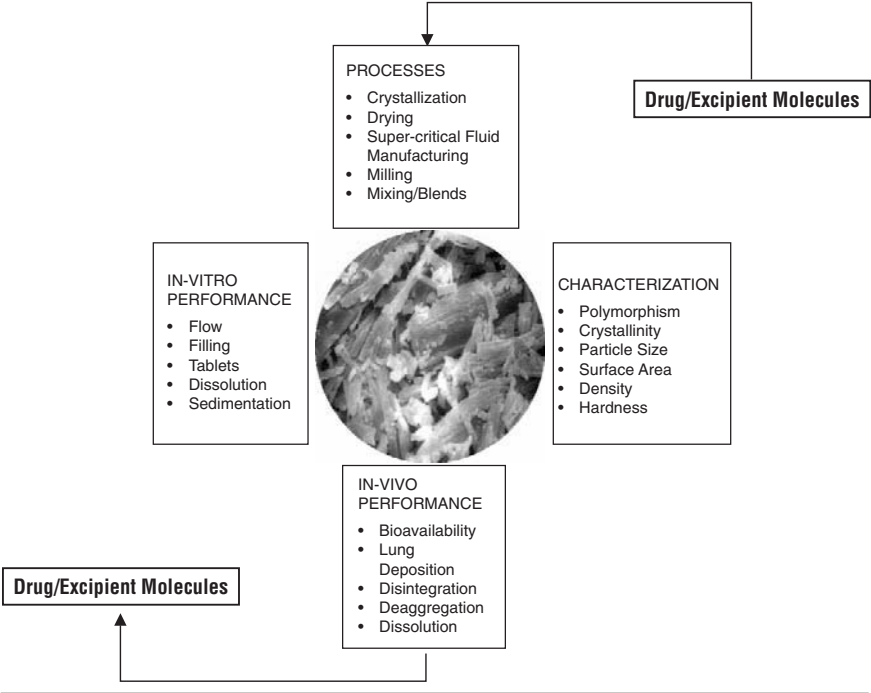 PROCESSES
• Crystallization
• Drying
• Super-critical Fluid
Manufacturing
• Milling
• Mixing/Blends
Drug/Excipient Molecules
IN-VITRO
PERFORMANCE
• Flow
• Filling
• Tablets
• Dissolution
• Sedimentation
CHARACTERIZATION
• Polymorphism
• Crystallinity
• Particle Size
• Surface Area
• Density
• Hardness
IN-VIVO
PERFORMANCE
• Bioavailability
• Lung
Deposition
• Disintegration
• Deaggregation
• Dissolution
Drug/Excipient Molecules